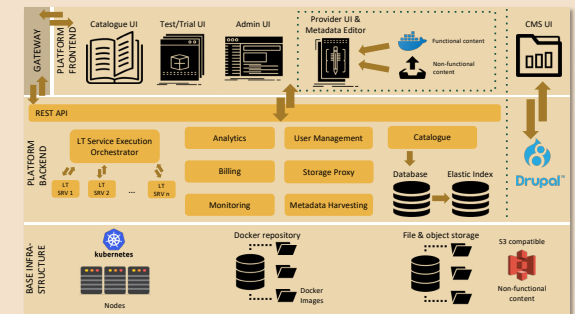 GATEWAY
PLATFORM
FRONTEND
Catalogue UI
Test/Trial UI
Admin UI
Provider UI &
Metadata Editor
Functional content
Non-functional
content
CMS UI
REST API
PLATFORM
BACKEND
LT Service Execution
Orchestrator
LT
SRV 1
LT
SRV 2
...
LT
SRV n
Analytics
User Management
Billing
Storage Proxy
Monitoring
Metadata Harvesting
Catalogue
Database
Elastic Index
Drupal™
BASE INFRA-
STRUCTURE
kubernetes
Nodes
Docker repository
Docker
Images
File & object storage
S3 compatible
Non-functional
content